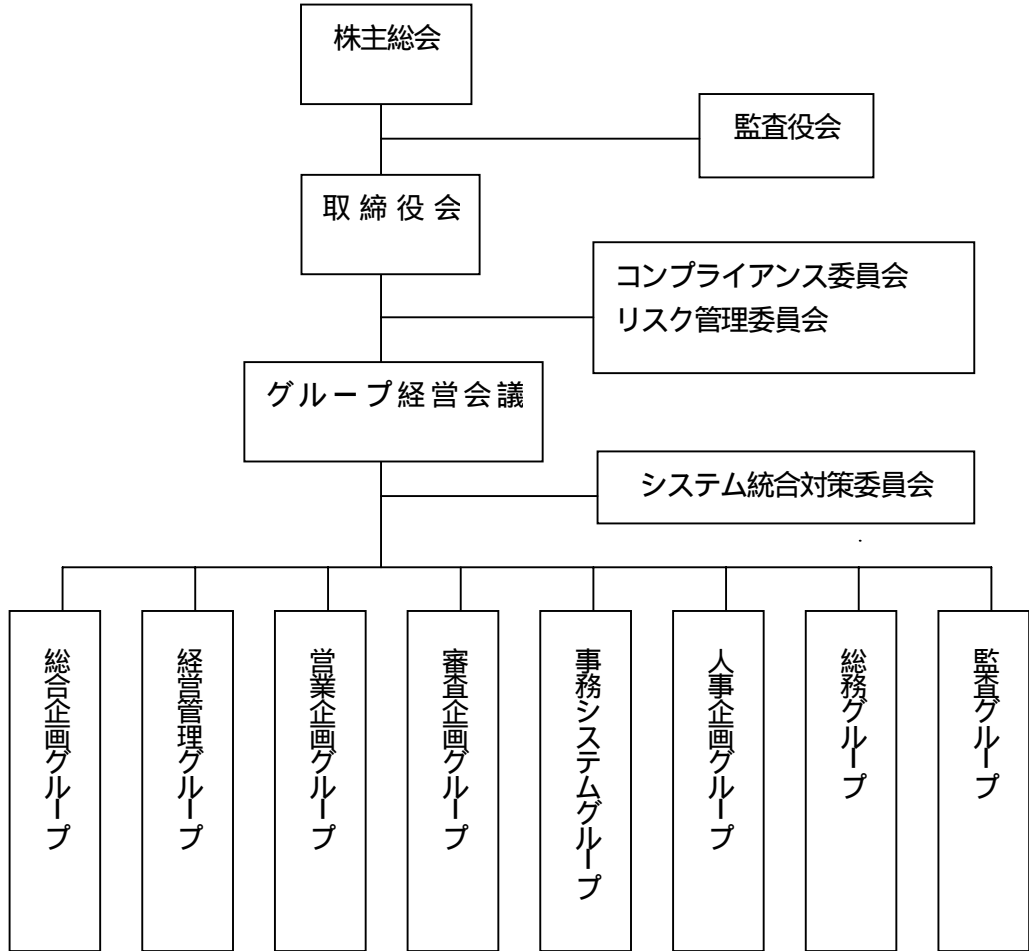 株主総会
監査役会
取締役会
コンプライアンス委員会
リスク管理委員会
グループ経営会議
システム統合対策委員会
総合企画グループ
経営管理グループ
営業企画グループ
審査企画グループ
事務システムグループ
人事企画グループ
総務グループ
監査グループ